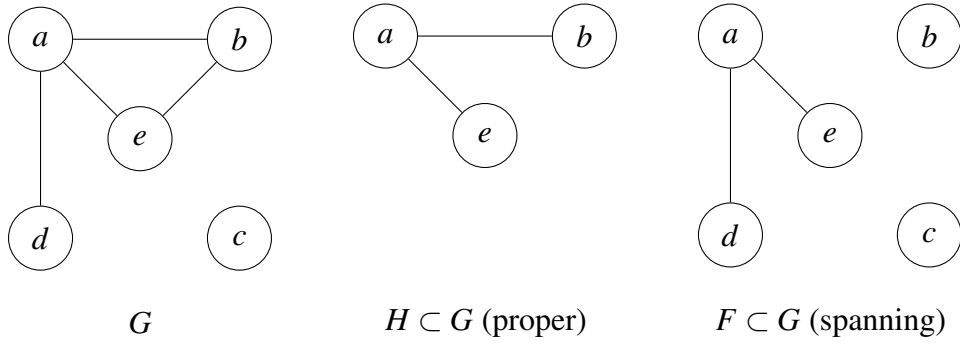 a b a b a b
e e e
d c d c
G H ⊂ G (proper) F ⊂ G (spanning)